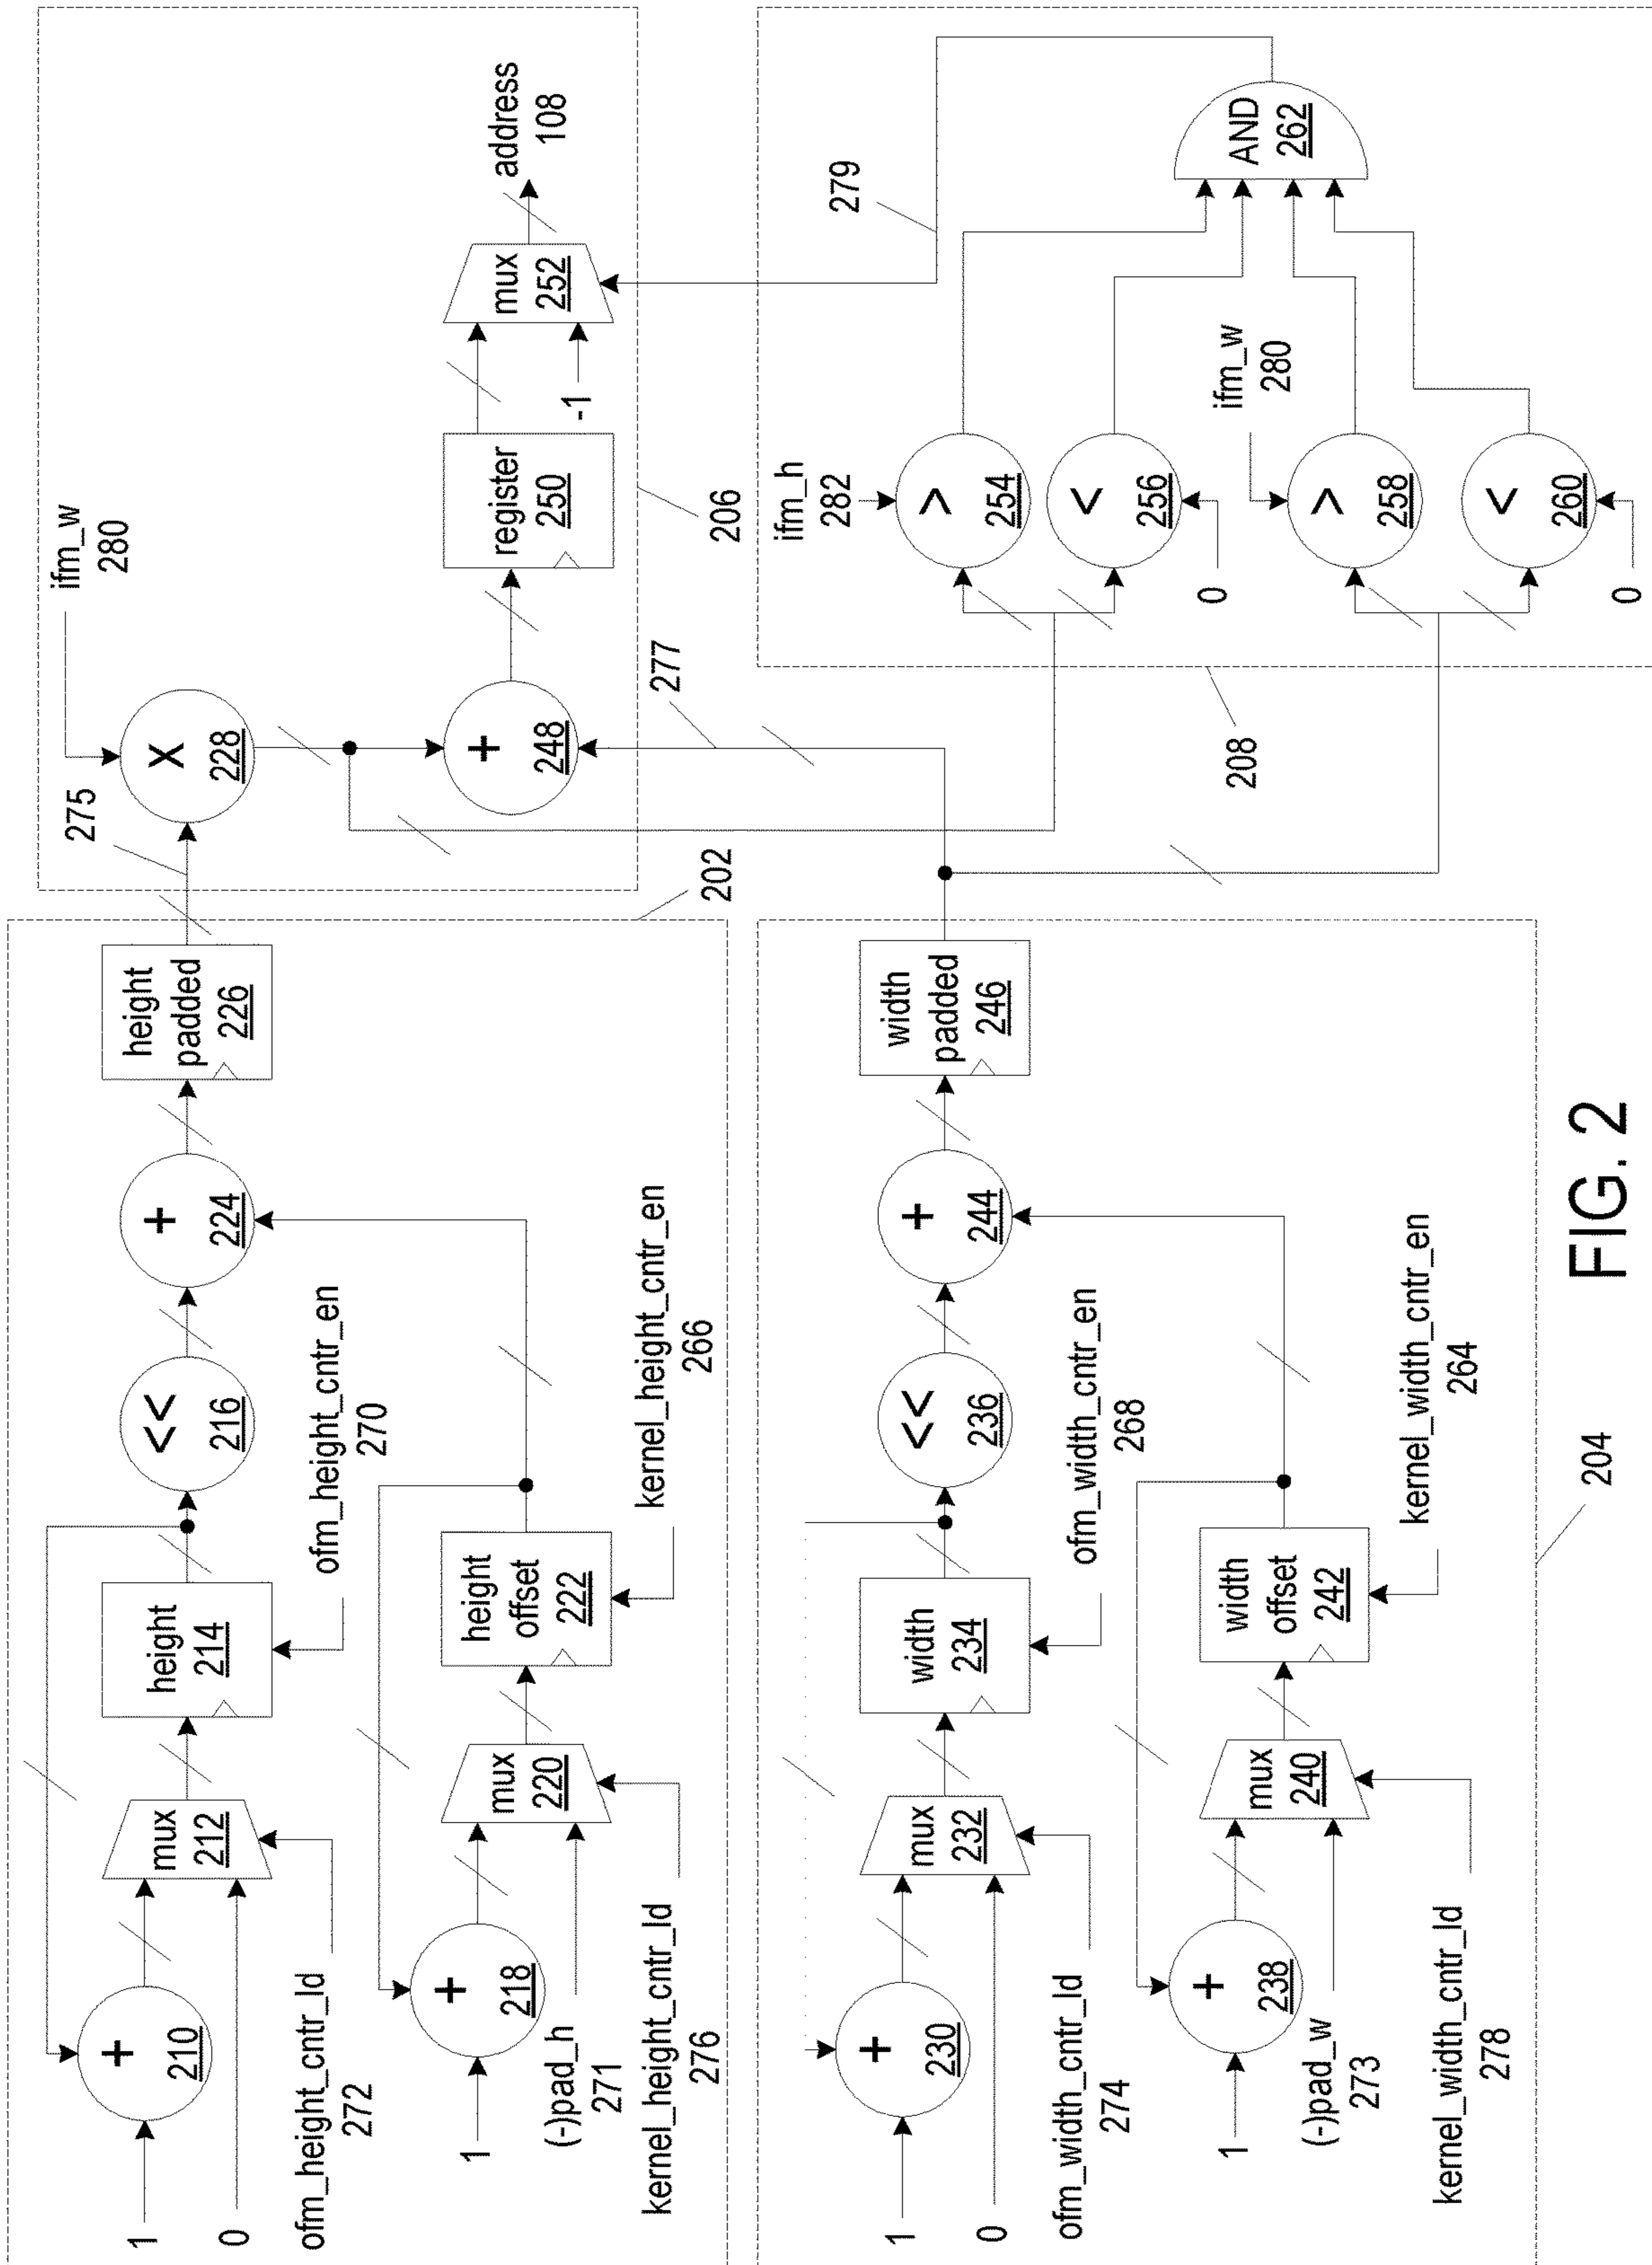 1
+
210
0
mux
212
ofm_height_cntr_ld
272
height
214
ofm_height_cntr_en
270
<<
216
+
224
height
padded
226
1
+
218
(-)pad_h
271
mux
220
kernel_height_cntr_ld
276
height
offset
222
kernel_height_cntr_en
266
202
275
ifm_w
280
X
228
+
248
277
register
250
-1
mux
252
address
108
206
1
+
230
0
mux
232
ofm_width_cntr_ld
274
width
234
ofm_width_cntr_en
268
<<
236
+
244
width
padded
246
1
+
238
(-)pad_w
273
mux
240
kernel_width_cntr_ld
278
width
offset
242
kernel_width_cntr_en
264
204
208
ifm_h
282
>
254
<
256
0
ifm_w
280
>
258
<
260
0
279
AND
262
FIG. 2